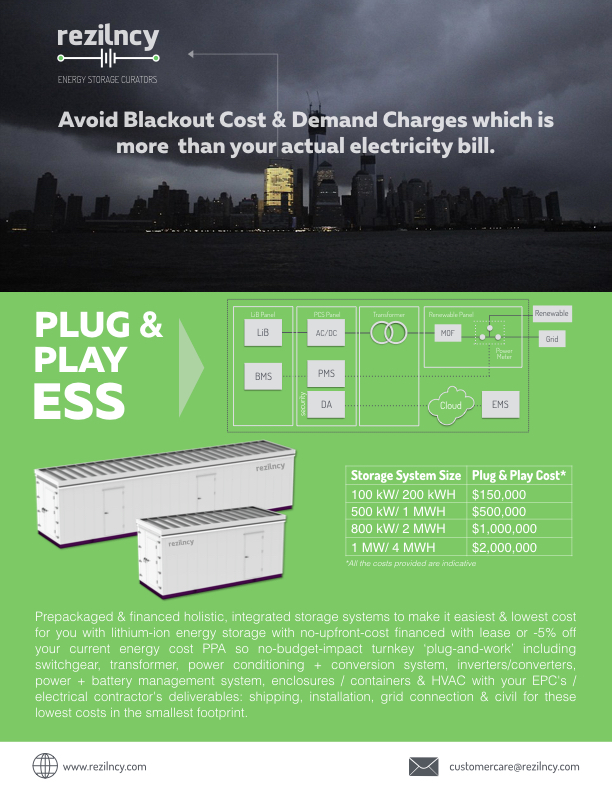 rezilncy
ENERGY STORAGE CURATORS
Avoid Blackout Cost & Demand Charges which is
more than your actual electricity bill.
PLUG &
PLAY
ESS
LiB Panel
PCS Panel
Transformer
Renewable Panel
Renewable
LiB
AC/DC
MDF
Grid
Power
Meter
BMS
PMS
security
DA
Cloud
EMS
rezilncy
rezilncy
Storage System Size Plug & Play Cost*
100 kW/ 200 kWH $150,000
500 kW/ 1 MWH $500,000
800 kW/ 2 MWH $1,000,000
1 MW/ 4 MWH $2,000,000
*All the costs provided are indicative
Prepackaged & financed holistic, integrated storage systems to make it easiest & lowest cost
for you with lithium-ion energy storage with no-upfront-cost financed with lease or -5% off
your current energy cost PPA so no-budget-impact turnkey 'plug-and-work' including
switchgear, transformer, power conditioning + conversion system, inverters/converters,
power + battery management system, enclosures / containers & HVAC with your EPC's /
electrical contractor's deliverables: shipping, installation, grid connection & civil for these
lowest costs in the smallest footprint.
www.rezilncy.com
customercare@rezilncy.com